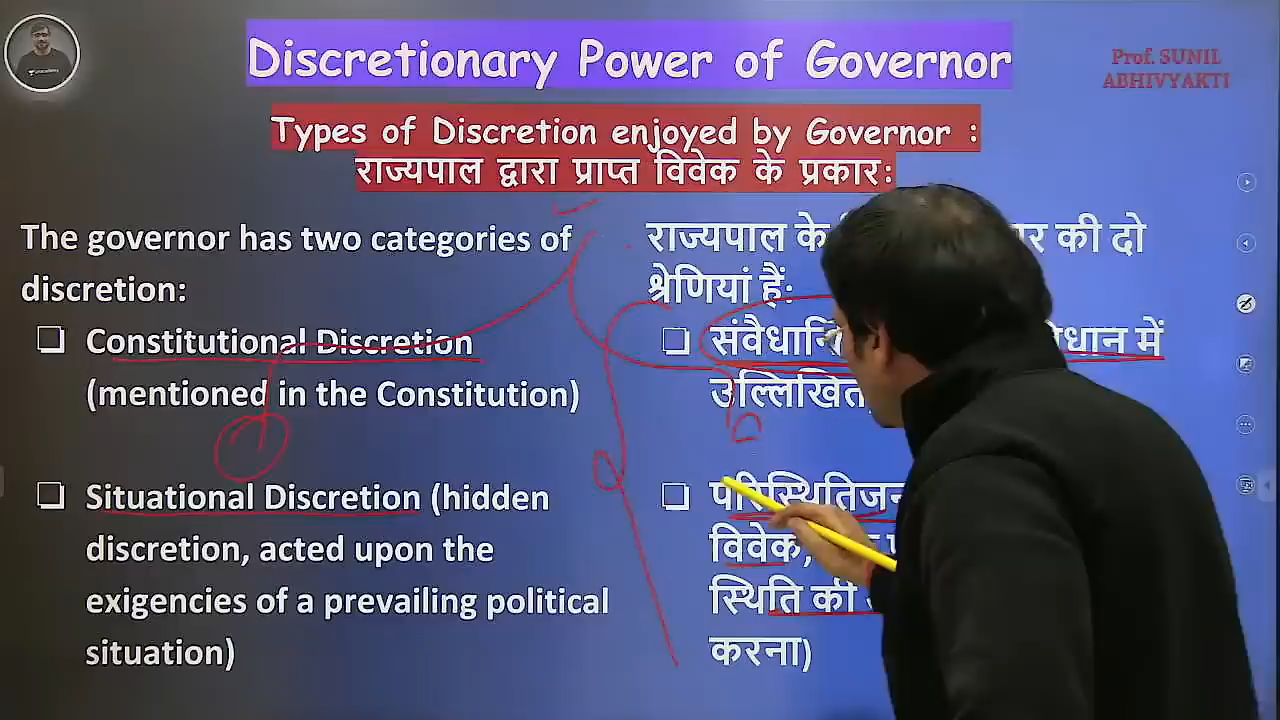 Discretionary Power of Governor
Prof. SUNIL
ABHIVYAKTI
Types of Discretion enjoyed by Governor :
राज्यपाल द्वारा प्राप्त विवेक के प्रकार:
The governor has two categories of
discretion:
❑ Constitutional Discretion
(mentioned in the Constitution)
❑ Situational Discretion (hidden
discretion, acted upon the
exigencies of a prevailing political
situation)
राज्यपाल के की दो
श्रेणियां हैं:
❑ में
उल्लिखित
❑
विवेक,
स्थिति की
करना)